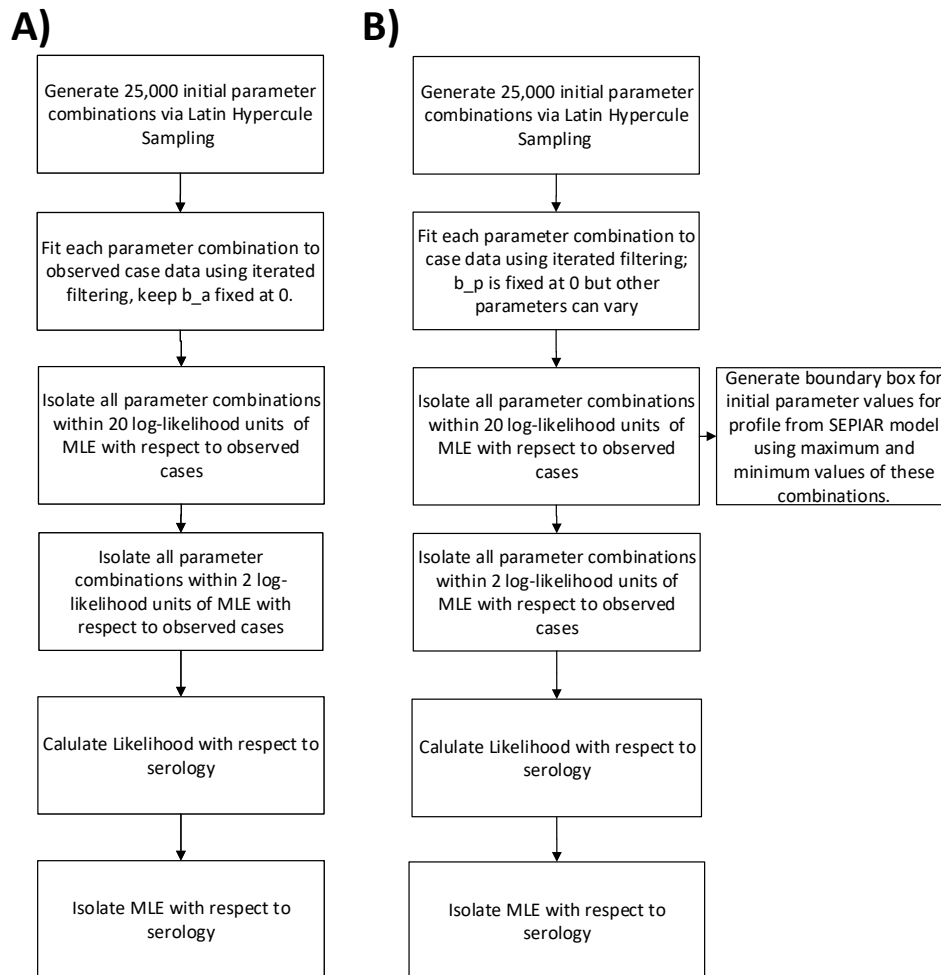 A)
Generate 25,000 initial parameter
combinations via Latin Hypercule
Sampling
Fit each parameter combination to
observed case data using iterated
filtering, keep b_a fixed at 0.
Isolate all parameter combinations
within 20 log-likelihood units  of
MLE with respect to observed
cases
Isolate all parameter
combinations within 2 log-
likelihood units of MLE with
respect to observed cases
Calulate Likelihood with respect to
serology
Isolate MLE with respect to
serology
B)
Generate 25,000 initial parameter
combinations via Latin Hypercule
Sampling
Fit each parameter combination to
case data using iterated filtering;
b_p is fixed at 0 but other
parameters can vary
Isolate all parameter combinations
within 20 log-likelihood units of
MLE with repsect to observed
cases
Generate boundary box for
initial parameter values for
profile from SEPIAR model
using maximum and
minimum values of these
combinations.
Isolate all parameter combinations
within 2 log-likelihood units of
MLE with respect to observed
cases
Calulate Likelihood with respect to
serology
Isolate MLE with respect to
serology